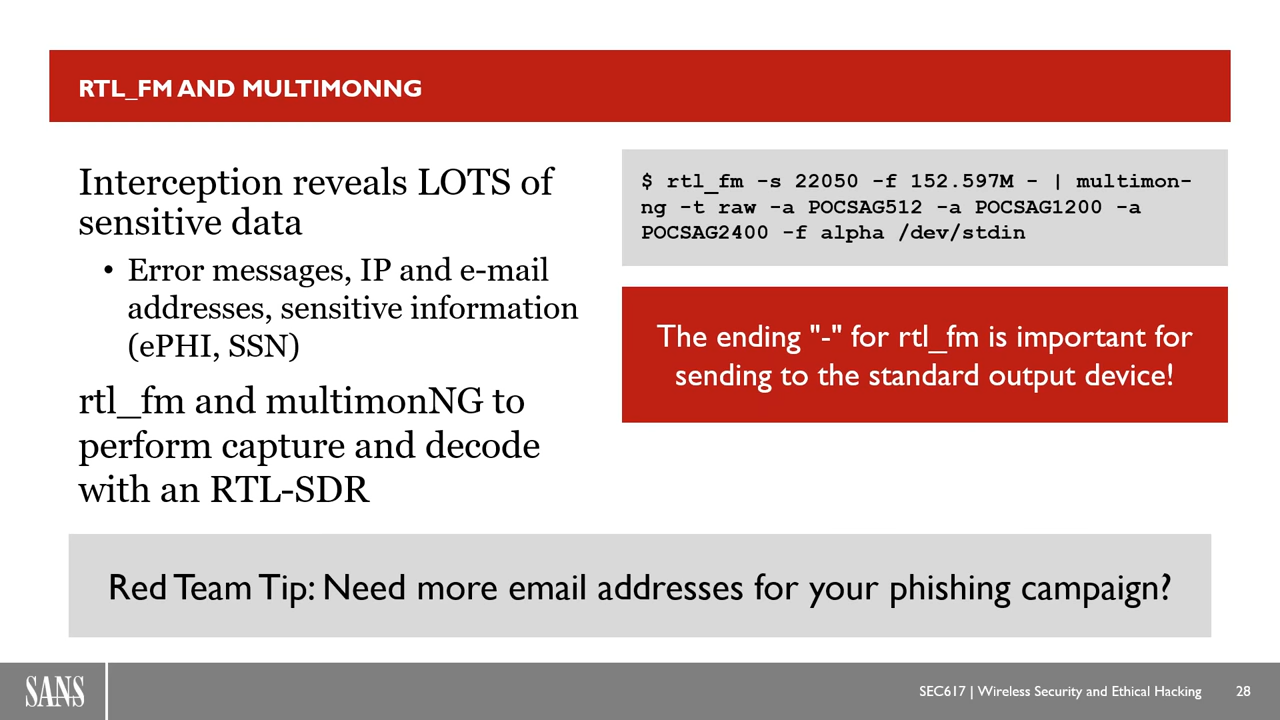 RTL_FM AND MULTIMONNG
Interception reveals LOTS of
sensitive data
• Error messages, IP and e-mail
addresses, sensitive information
(ePHI, SSN)
rtl_fm and multimonNG to
perform capture and decode
with an RTL-SDR
$ rtl_fm -s 22050 -f 152.597M - | multimon-
ng -t raw -a POCSAG512 -a POCSAG1200 -a
POCSAG2400 -f alpha /dev/stdin
The ending "-" for rtl_fm is important for
sending to the standard output device!
Red Team Tip: Need more email addresses for your phishing campaign?
SANS
SEC617 | Wireless Security and Ethical Hacking
28